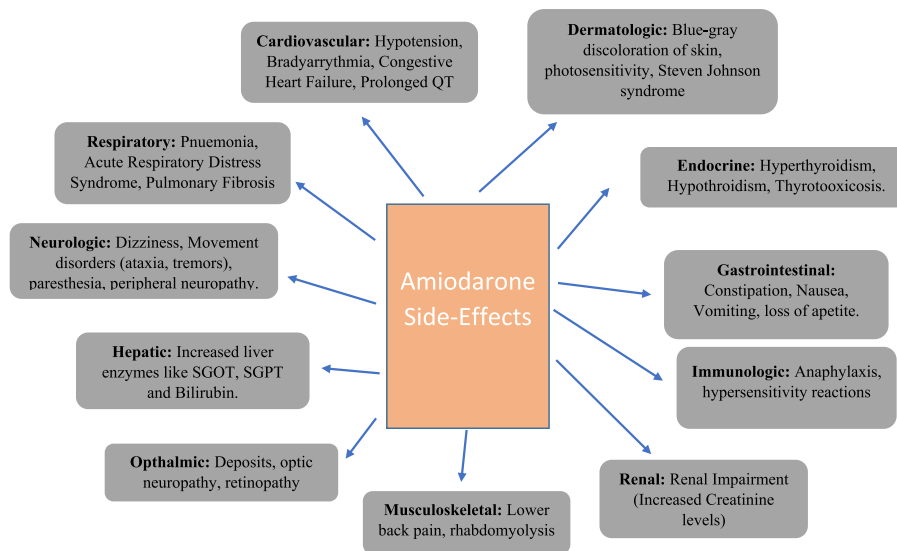 Cardiovascular: Hypotension,
Bradyarrythmia, Congestive
Heart Failure, Prolonged QT
Dermatologic: Blue-gray
discoloration of skin,
photosensitivity, Steven Johnson
syndrome
Respiratory: Pnuemonia,
Acute Respiratory Distress
Syndrome, Pulmonary Fibrosis
Endocrine: Hyperthyroidism,
Hypothroidism, Thyrotooxicosis.
Neurologic: Dizziness, Movement
disorders (ataxia, tremors),
paresthesia, peripheral neuropathy.
Amiodarone
Side-Effects
Gastrointestinal:
Constipation, Nausea,
Vomiting, loss of apetite.
Hepatic: Increased liver
enzymes like SGOT, SGPT
and Bilirubin.
Immunologic: Anaphylaxis,
hypersensitivity reactions
Opthalmic: Deposits, optic
neuropathy, retinopathy
Musculoskeletal: Lower
back pain, rhabdomyolysis
Renal: Renal Impairment
(Increased Creatinine
levels)